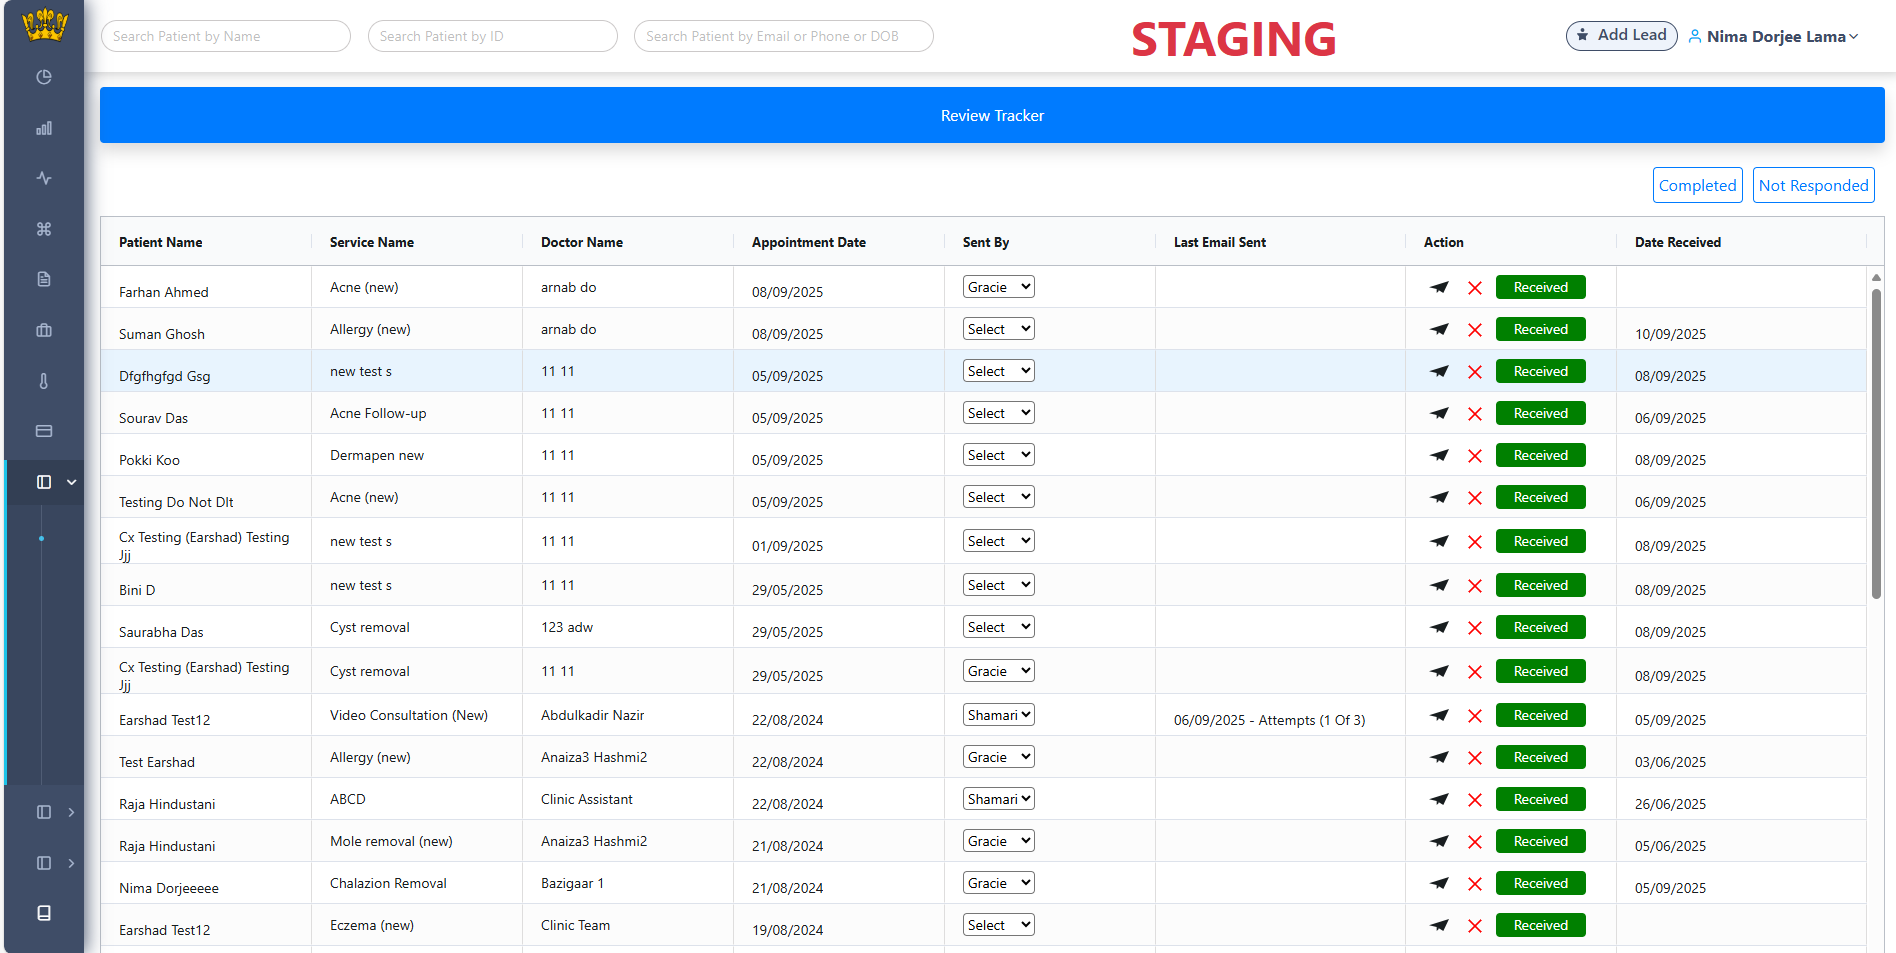 Search Patient by Name Search Patient by ID Search Patient by Email or Phone or DOB STAGING Add Lead Nima Dorjee Lama
Review Tracker
Completed Not Responded
Patient Name Service Name Doctor Name Appointment Date Sent By Last Email Sent Action Date Received
Farhan Ahmed Acne (new) arnab do 08/09/2025 Gracie Received
Suman Ghosh Allergy (new) arnab do 08/09/2025 Select Received 10/09/2025
Dfgfhgfgd Gsg new test s 11 11 05/09/2025 Select Received 08/09/2025
Sourav Das Acne Follow-up 11 11 05/09/2025 Select Received 06/09/2025
Pokki Koo Dermapen new 11 11 05/09/2025 Select Received 08/09/2025
Testing Do Not Dlt Acne (new) 11 11 05/09/2025 Select Received 06/09/2025
Cx Testing (Earshad) Testing
Jjj new test s 11 11 01/09/2025 Select Received 08/09/2025
Bini D new test s 11 11 29/05/2025 Select Received 08/09/2025
Saurabha Das Cyst removal 123 adw 29/05/2025 Select Received 08/09/2025
Cx Testing (Earshad) Testing
Jjj Cyst removal 11 11 29/05/2025 Gracie Received 08/09/2025
Earshad Test12 Video Consultation (New) Abdulkadir Nazir 22/08/2024 Shamari 06/09/2025 - Attempts (1 Of 3) Received 05/09/2025
Test Earshad Allergy (new) Anaiza3 Hashmi2 22/08/2024 Gracie Received 03/06/2025
Raja Hindustani ABCD Clinic Assistant 22/08/2024 Shamari Received 26/06/2025
Raja Hindustani Mole removal (new) Anaiza3 Hashmi2 21/08/2024 Gracie Received 05/06/2025
Nima Dorjeeeee Chalazion Removal Bazigaar 1 21/08/2024 Gracie Received 05/09/2025
Earshad Test12 Eczema (new) Clinic Team 19/08/2024 Select Received